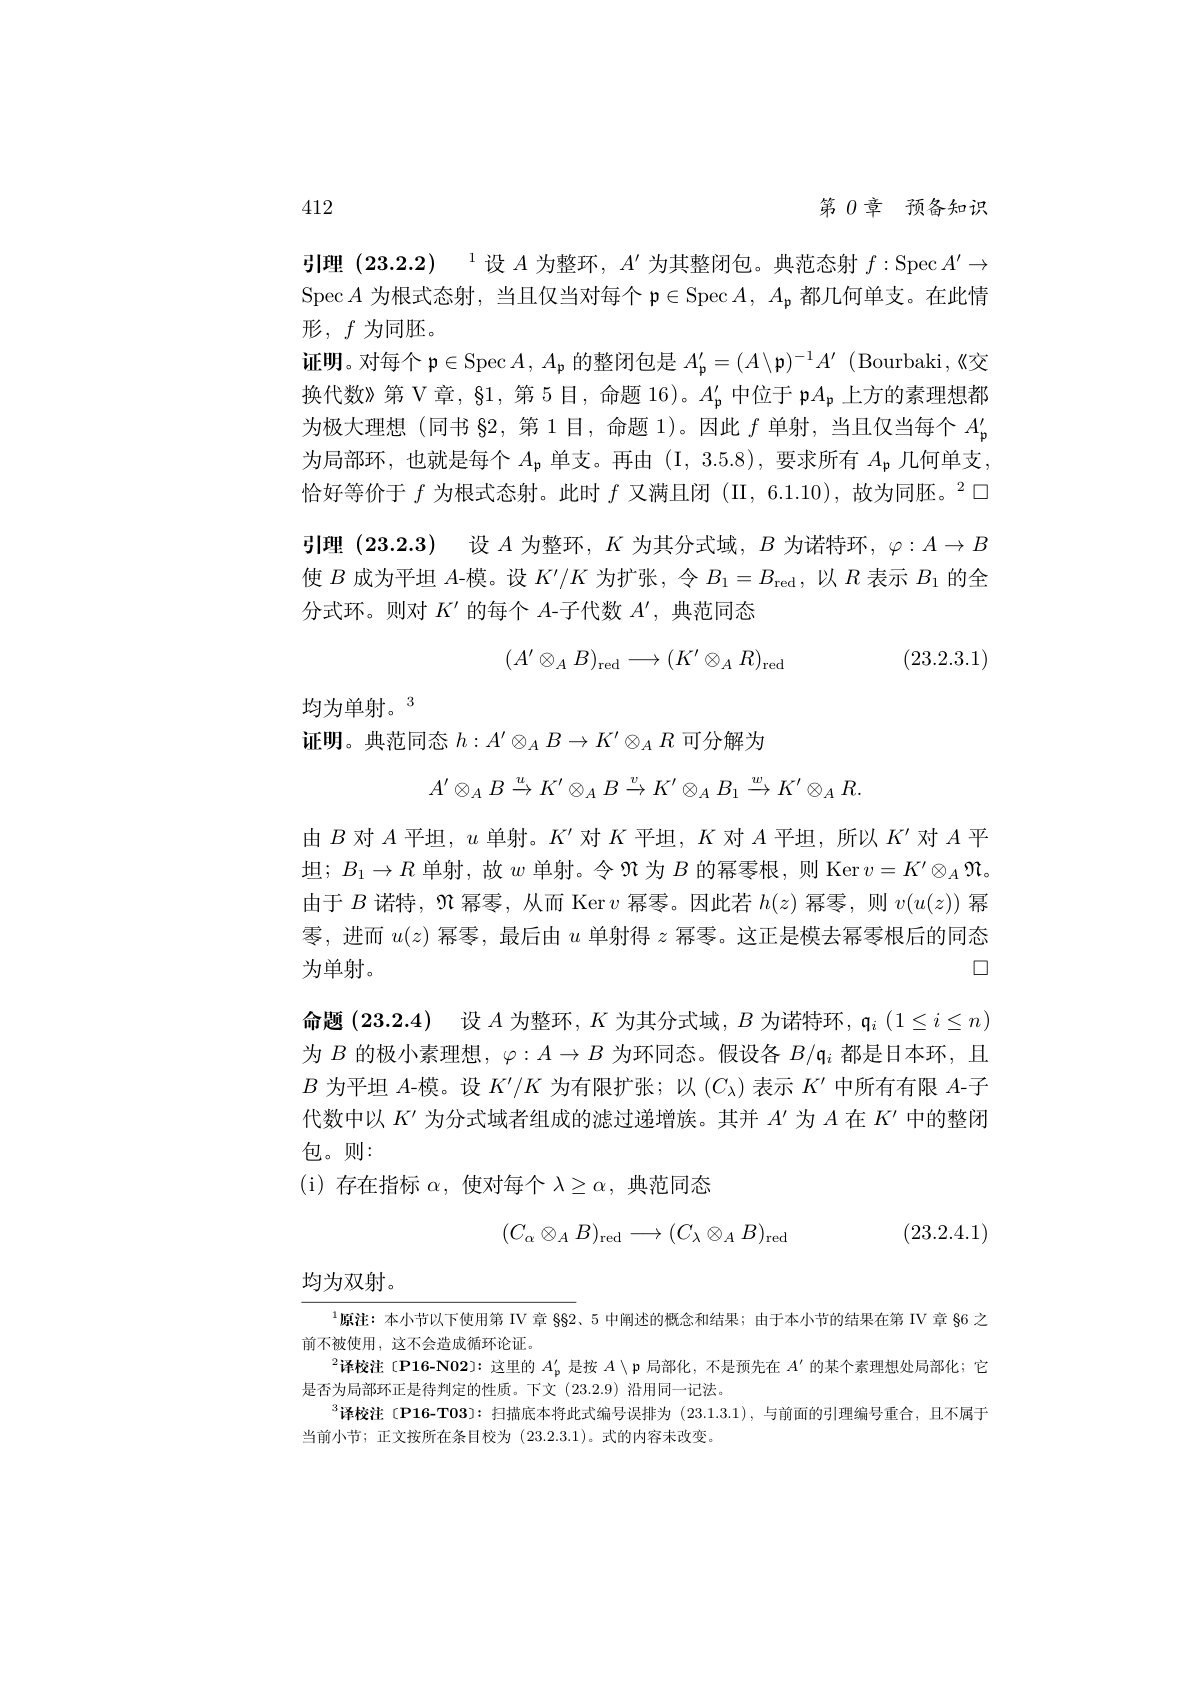 412 第 0 章 预备知识
引理（23.2.2） ¹ 设 A 为整环，A′ 为其整闭包。典范态射 f : Spec A′ →
Spec A 为根式态射，当且仅当对每个 𝔭 ∈ Spec A，A_𝔭 都几何单支。在此情
形，f 为同胚。
证明。对每个 𝔭 ∈ Spec A，A_𝔭 的整闭包是 A′_𝔭 = (A∖𝔭)⁻¹A′（Bourbaki，《交
换代数》第 V 章，§1，第 5 目，命题 16）。A′_𝔭 中位于 𝔭A_𝔭 上方的素理想都
为极大理想（同书 §2，第 1 目，命题 1）。因此 f 单射，当且仅当每个 A′_𝔭
为局部环，也就是每个 A_𝔭 单支。再由（I，3.5.8），要求所有 A_𝔭 几何单支，
恰好等价于 f 为根式态射。此时 f 又满且闭（II，6.1.10），故为同胚。² □
引理（23.2.3） 设 A 为整环，K 为其分式域，B 为诺特环，φ : A → B
使 B 成为平坦 A-模。设 K′/K 为扩张，令 B₁ = B_red，以 R 表示 B₁ 的全
分式环。则对 K′ 的每个 A-子代数 A′，典范同态
(A′ ⊗_A B)_red ⟶ (K′ ⊗_A R)_red (23.2.3.1)
均为单射。³
证明。典范同态 h : A′ ⊗_A B → K′ ⊗_A R 可分解为
A′ ⊗_A B →^u K′ ⊗_A B →^v K′ ⊗_A B₁ →^w K′ ⊗_A R.
由 B 对 A 平坦，u 单射。K′ 对 K 平坦，K 对 A 平坦，所以 K′ 对 A 平
坦；B₁ → R 单射，故 w 单射。令 𝔑 为 B 的幂零根，则 Ker v = K′ ⊗_A 𝔑。
由于 B 诺特，𝔑 幂零，从而 Ker v 幂零。因此若 h(z) 幂零，则 v(u(z)) 幂
零，进而 u(z) 幂零，最后由 u 单射得 z 幂零。这正是模去幂零根后的同态
为单射。 □
命题（23.2.4） 设 A 为整环，K 为其分式域，B 为诺特环，𝔮_i (1 ≤ i ≤ n)
为 B 的极小素理想，φ : A → B 为环同态。假设各 B/𝔮_i 都是日本环，且
B 为平坦 A-模。设 K′/K 为有限扩张；以 (C_λ) 表示 K′ 中所有有限 A-子
代数中以 K′ 为分式域者组成的滤过递增族。其并 A′ 为 A 在 K′ 中的整闭
包。则：
（i）存在指标 α，使对每个 λ ≥ α，典范同态
(C_α ⊗_A B)_red ⟶ (C_λ ⊗_A B)_red (23.2.4.1)
均为双射。
¹原注：本小节以下使用第 IV 章 §§2、5 中阐述的概念和结果；由于本小节的结果在第 IV 章 §6 之
前不被使用，这不会造成循环论证。
²译校注〔P16-N02〕：这里的 A′_𝔭 是按 A ∖ 𝔭 局部化，不是预先在 A′ 的某个素理想处局部化；它
是否为局部环正是待判定的性质。下文（23.2.9）沿用同一记法。
³译校注〔P16-T03〕：扫描底本将此式编号误排为（23.1.3.1），与前面的引理编号重合，且不属于
当前小节；正文按所在条目校为（23.2.3.1）。式的内容未改变。